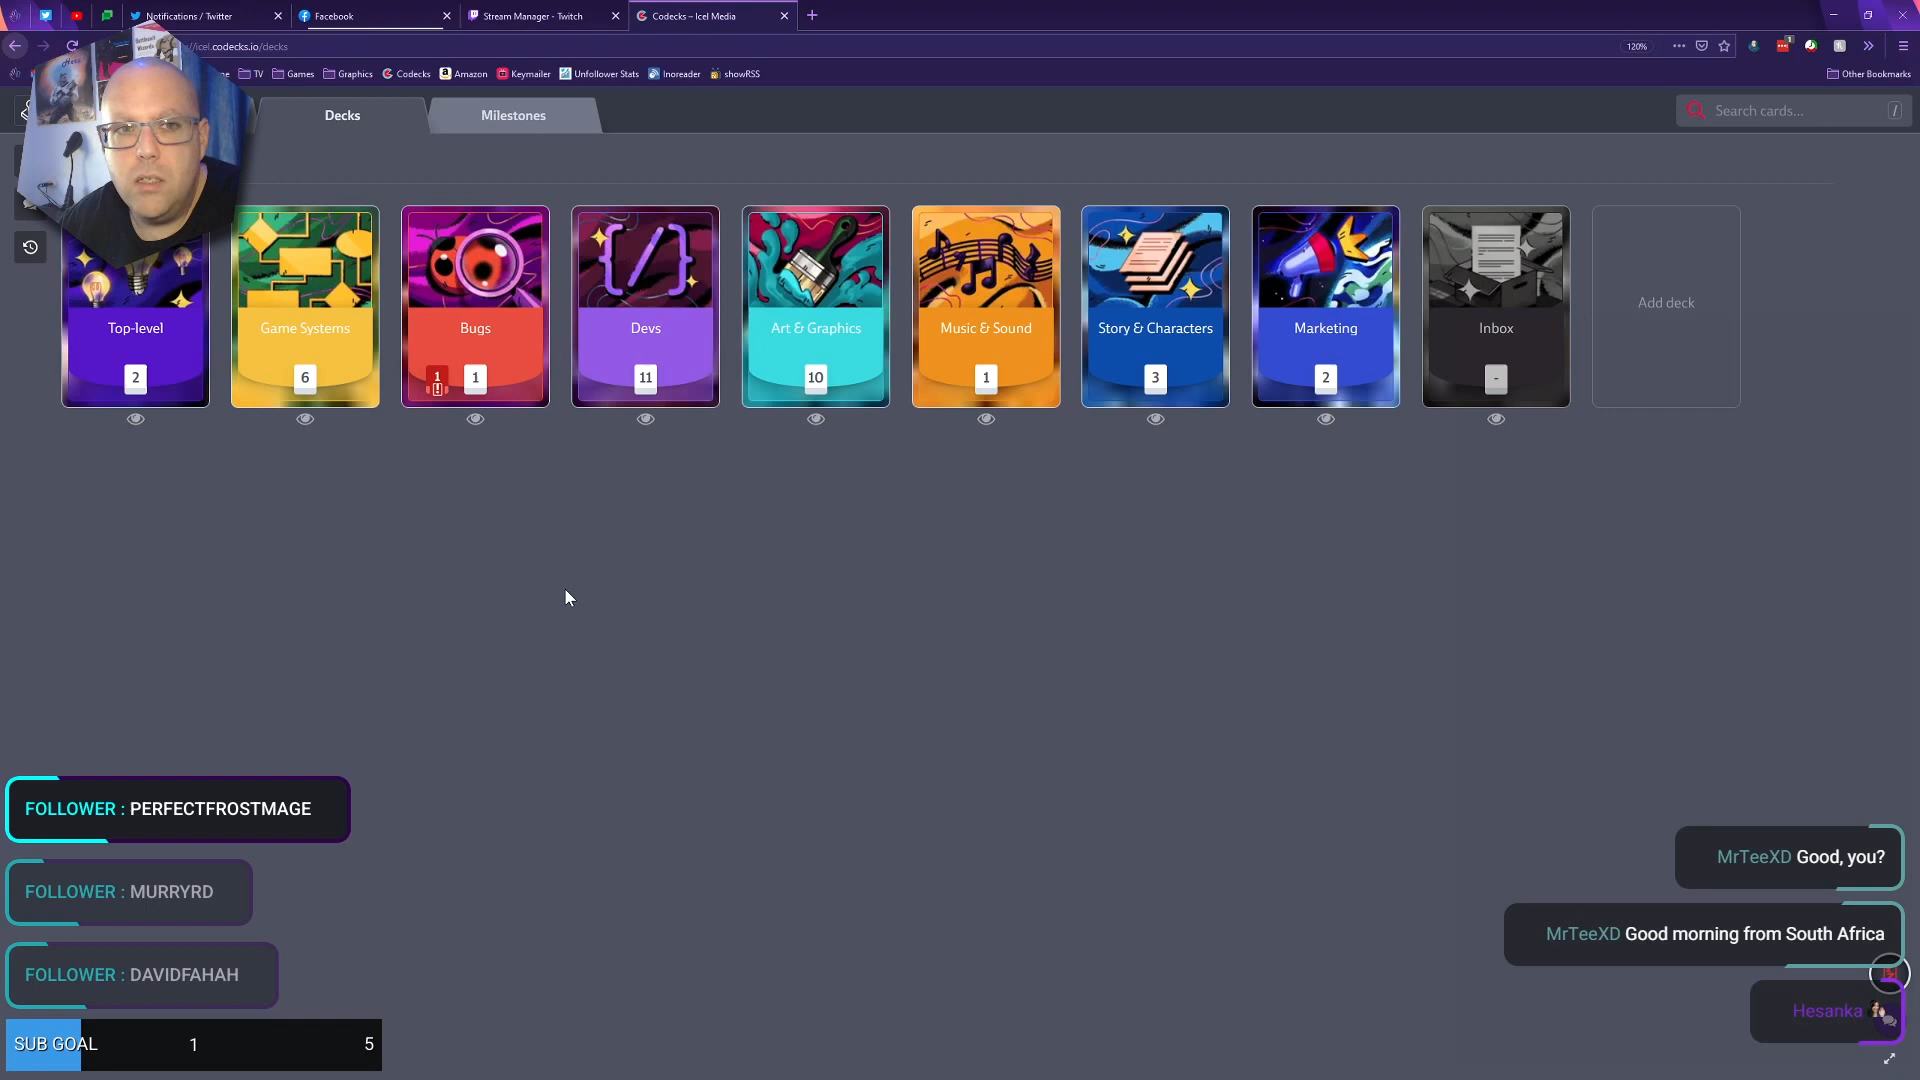 Notifications / Twitter
Facebook
Stream Manager - Twitch
Codecks – Icel Media
icel.codecks.io/decks
120%
TV
Games
Graphics
Codecks
Amazon
Keymailer
Unfollower Stats
Inoreader
showRSS
Other Bookmarks
Decks
Milestones
Search cards...
/
Top-level
2
Game Systems
6
Bugs
1
1
Devs
11
Art & Graphics
10
Music & Sound
1
Story & Characters
3
Marketing
2
Inbox
-
Add deck
FOLLOWER : PERFECTFROSTMAGE
FOLLOWER : MURRYRD
FOLLOWER : DAVIDFAHAH
SUB GOAL 1 5
MrTeeXD Good, you?
MrTeeXD Good morning from South Africa
Hesanka